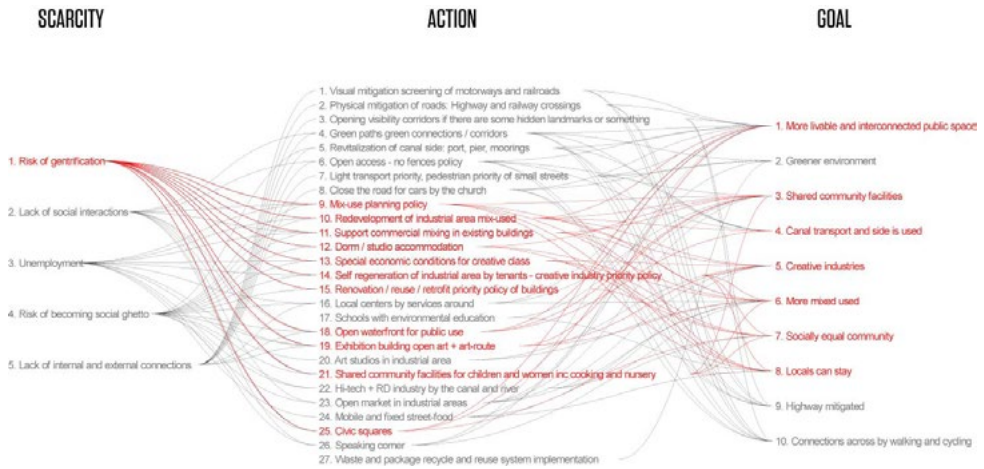 SCARCITY
ACTION
GOAL
1. Risk of gentrification
2. Lack of social interactions
3. Unemployment
4. Risk of becoming social ghetto
5. Lack of internal and external connections
1. Visual mitigation screening of motorways and railroads
2. Physical mitigation of roads: Highway and railway crossings
3. Opening visibility corridors if there are some hidden landmarks or something
4. Green paths green connections / corridors
5. Revitalization of canal side: port, pier, moorings
6. Open access - no fences policy
7. Light transport priority, pedestrian priority of small streets
8. Close the road for cars by the church
9. Mix-use planning policy
10. Redevelopment of industrial area mix-used
11. Support commercial mixing in existing buildings
12. Dorm / studio accommodation
13. Special economic conditions for creative class
14. Self regeneration of industrial area by tenants - creative industry priority policy
15. Renovation / reuse / retrofit priority policy of buildings
16. Local centers by services around
17. Schools with environmental education
18. Open waterfront for public use
19. Exhibition building open art + art-route
20. Art studios in industrial area
21. Shared community facilities for children and women inc cooking and nursery
22. Hi-tech + RD industry by the canal and river
23. Open market in industrial areas
24. Mobile and fixed street-food
25. Civic squares
26. Speaking corner
27. Waste and package recycle and reuse system implementation
1. More livable and interconnected public spaces
2. Greener environment
3. Shared community facilities
4. Canal transport and side is used
5. Creative industries
6. More mixed used
7. Socially equal community
8. Locals can stay
9. Highway mitigated
10. Connections across by walking and cycling